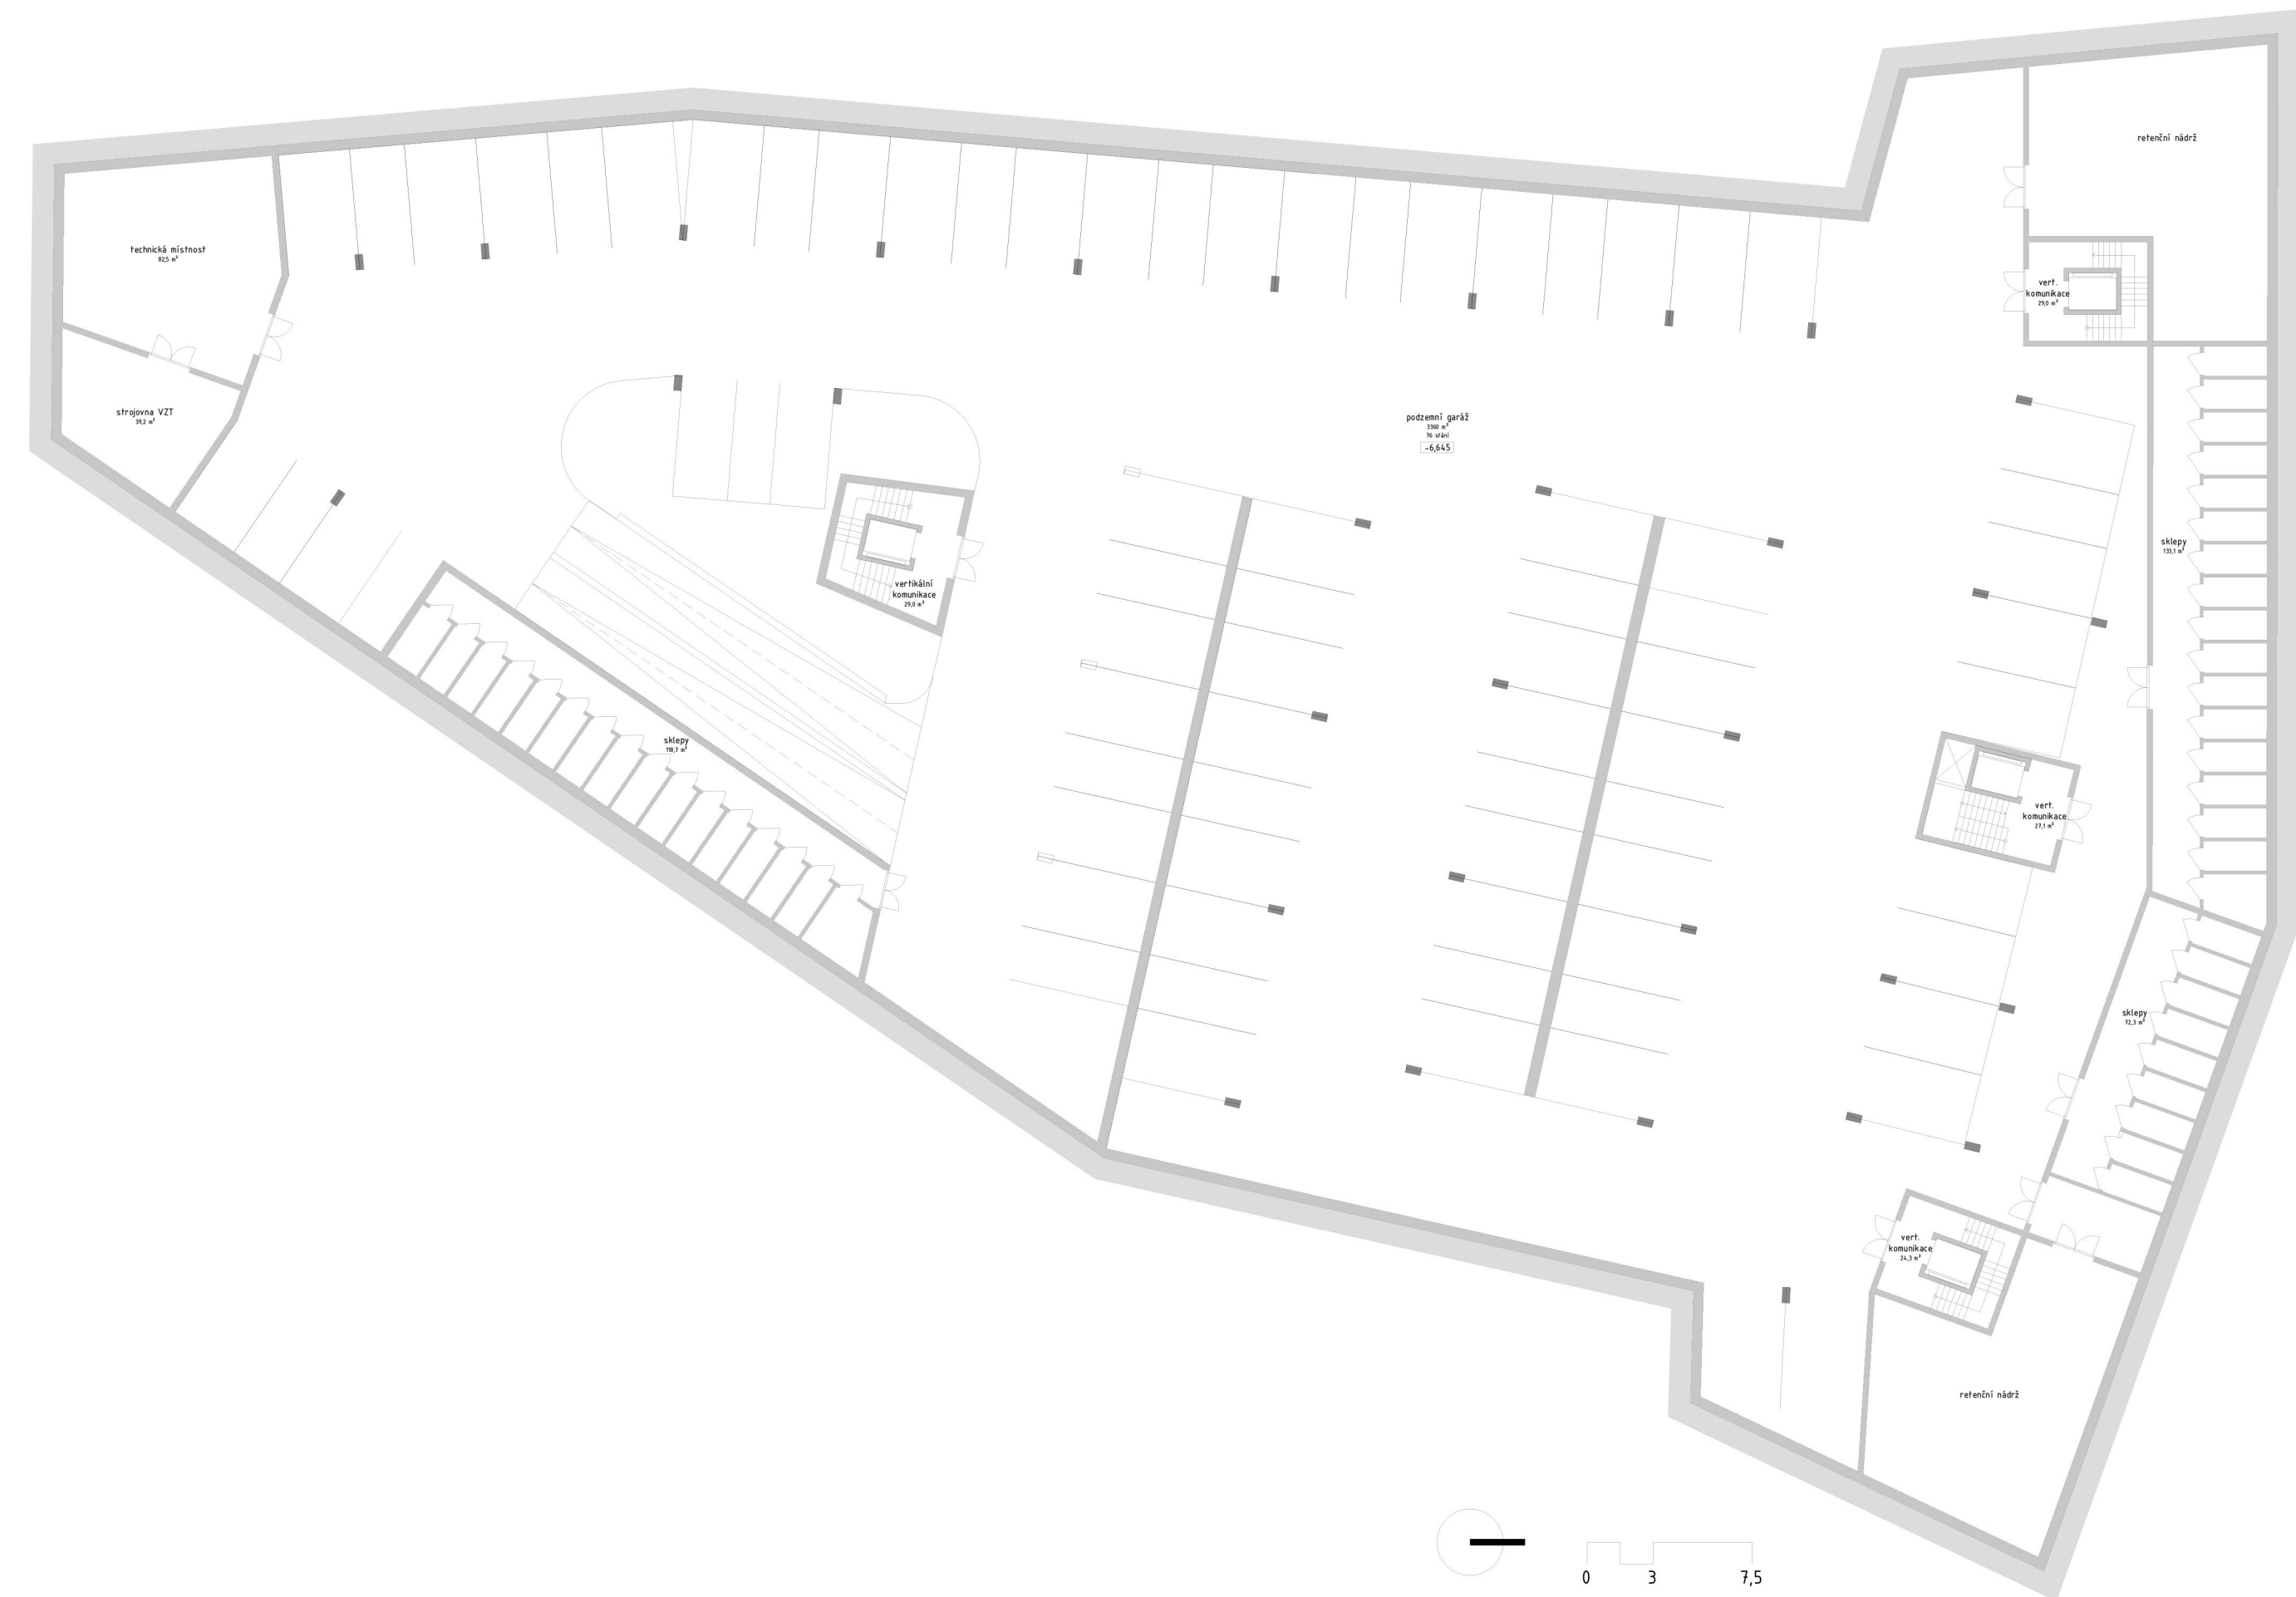 retenční nádrž
technická místnost
82,5 m²
vert.
komunikace
29,0 m²
strojovna VZT
39,2 m²
podzemní garáž
3360 m²
76 stání
-6,645
sklepy
133,1 m²
vertikální
komunikace
29,0 m²
sklepy
118,7 m²
vert.
komunikace
27,1 m²
sklepy
72,3 m²
vert.
komunikace
24,3 m²
retenční nádrž
0 3 7,5